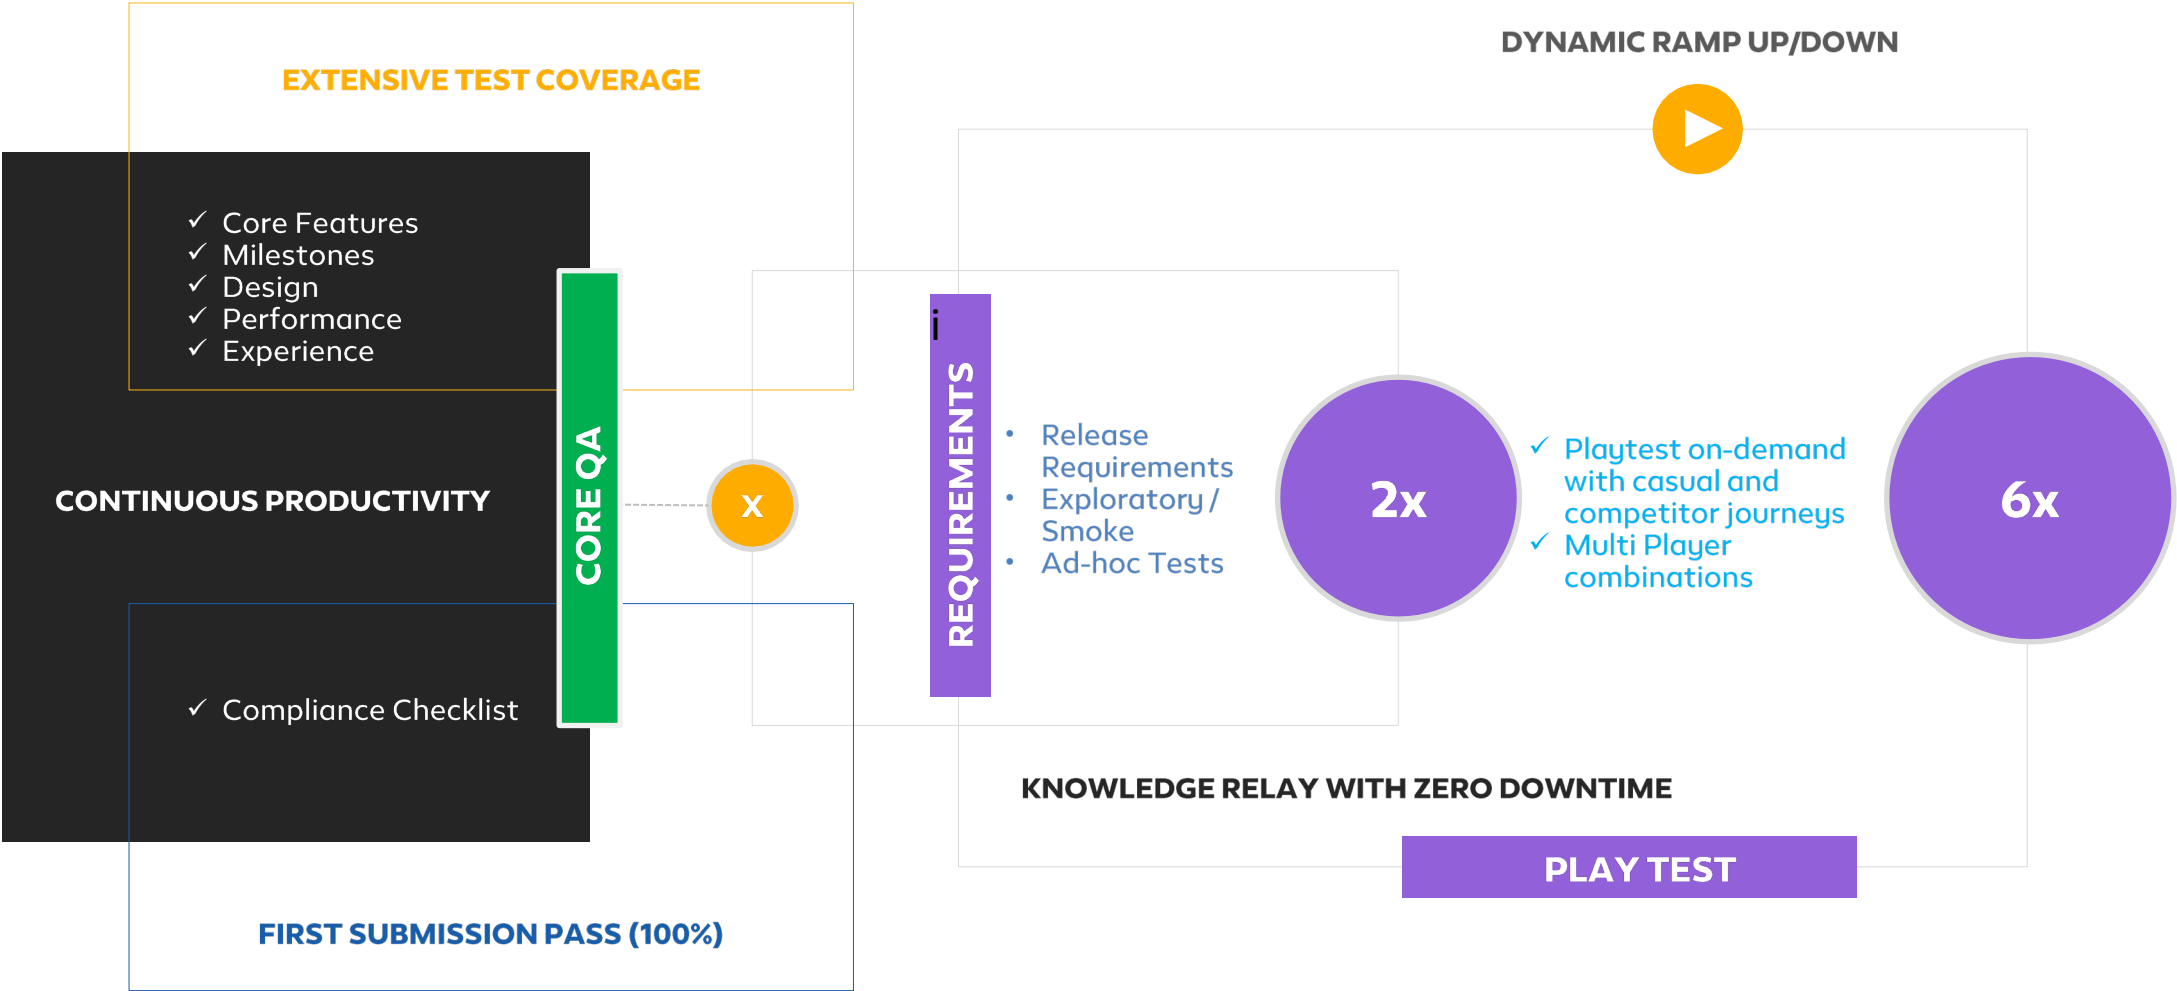 EXTENSIVE TEST COVERAGE
✓ Core Features
✓ Milestones
✓ Design
✓ Performance
✓ Experience
CONTINUOUS PRODUCTIVITY
✓ Compliance Checklist
FIRST SUBMISSION PASS (100%)
CORE QA
x
DYNAMIC RAMP UP/DOWN
i
REQUIREMENTS
• Release
Requirements
• Exploratory /
Smoke
• Ad-hoc Tests
2x
✓ Playtest on-demand
with casual and
competitor journeys
✓ Multi Player
combinations
6x
KNOWLEDGE RELAY WITH ZERO DOWNTIME
PLAY TEST